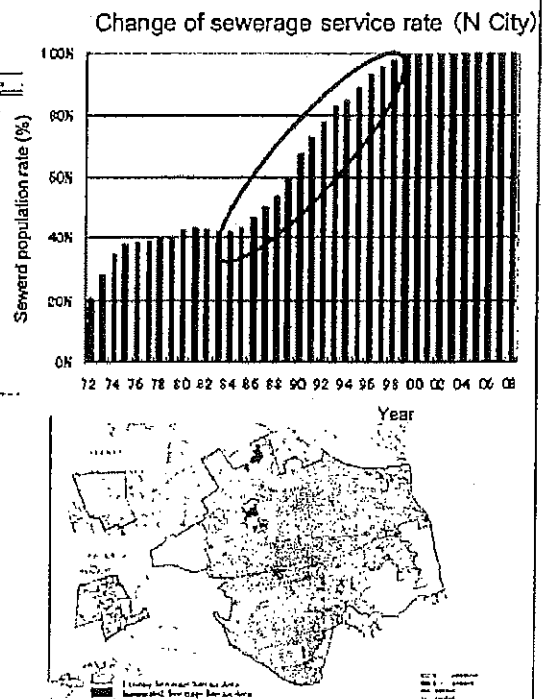 Change of sewerage service rate (N City)
Sewerd population rate (%)
100%
80%
60%
40%
20%
0%
72 74 76 78 80 82 84 86 88 90 92 94 96 98 00 02 04 06 08
Year